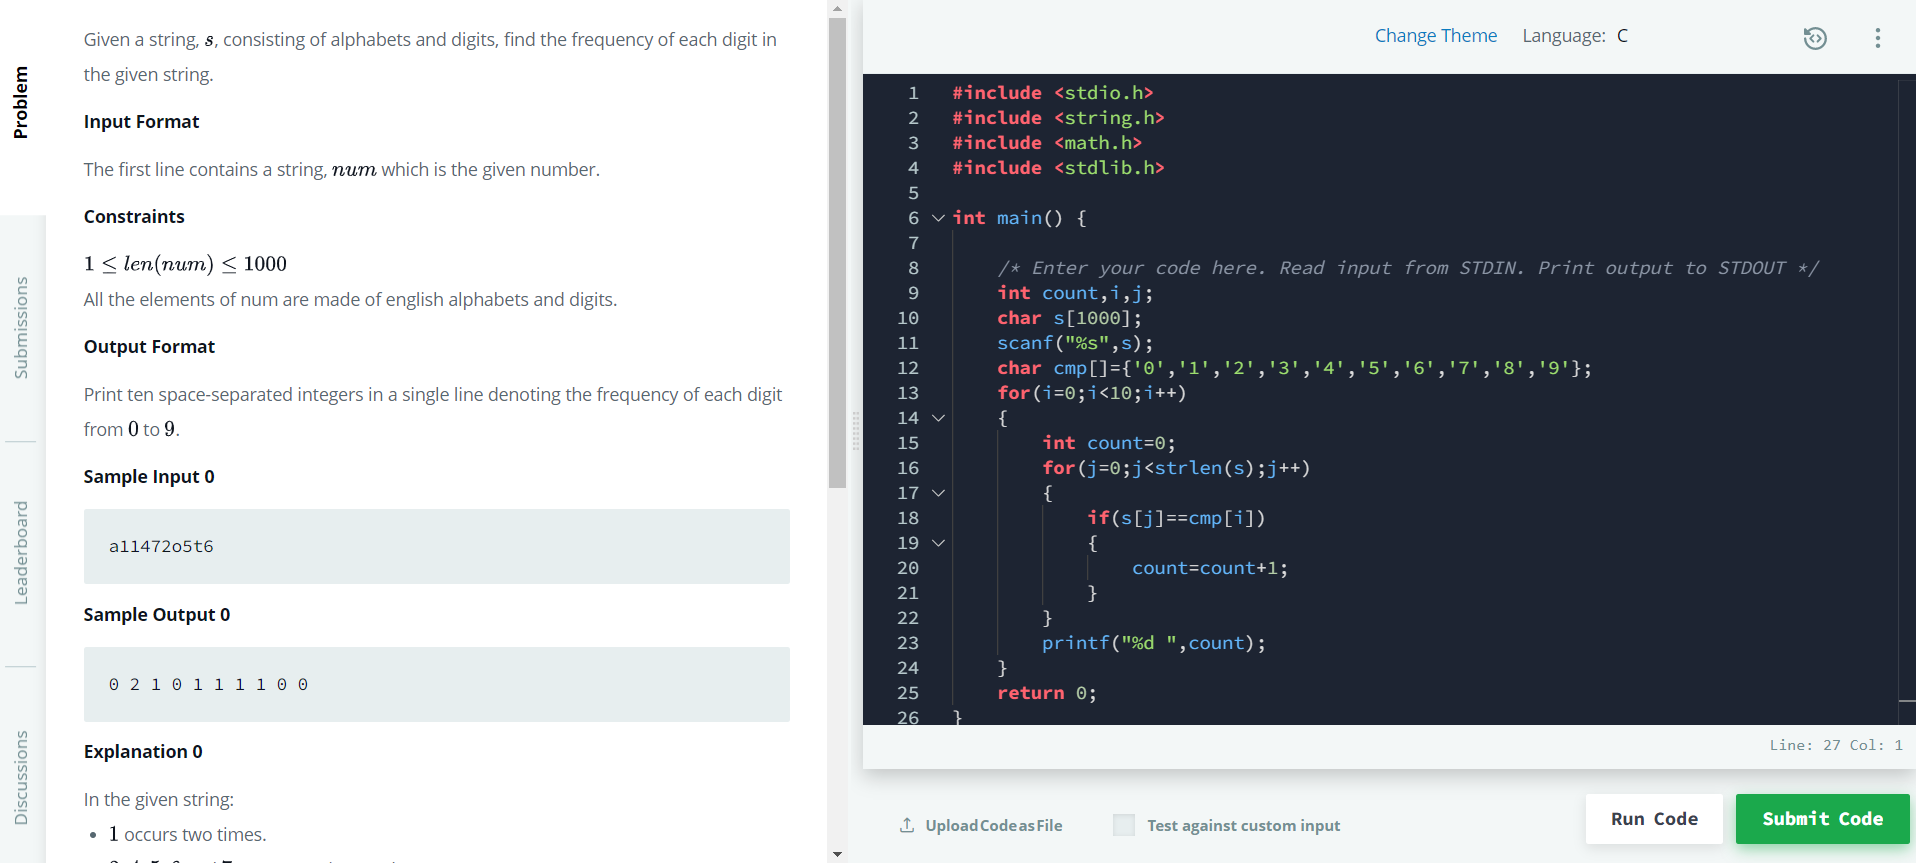 Problem
Submissions
Leaderboard
Discussions
Given a string, s, consisting of alphabets and digits, find the frequency of each digit in
the given string.
Input Format
The first line contains a string, num which is the given number.
Constraints
1 ≤ len(num) ≤ 1000
All the elements of num are made of english alphabets and digits.
Output Format
Print ten space-separated integers in a single line denoting the frequency of each digit
from 0 to 9.
Sample Input 0
a11472o5t6
Sample Output 0
0 2 1 0 1 1 1 1 0 0
Explanation 0
In the given string:
• 1 occurs two times.
Change Theme Language: C
1 #include <stdio.h>
2 #include <string.h>
3 #include <math.h>
4 #include <stdlib.h>
5
6 int main() {
7
8 /* Enter your code here. Read input from STDIN. Print output to STDOUT */
9 int count,i,j;
10 char s[1000];
11 scanf("%s",s);
12 char cmp[]={'0','1','2','3','4','5','6','7','8','9'};
13 for(i=0;i<10;i++)
14 {
15 int count=0;
16 for(j=0;j<strlen(s);j++)
17 {
18 if(s[j]==cmp[i])
19 {
20 count=count+1;
21 }
22 }
23 printf("%d ",count);
24 }
25 return 0;
26 }
Line: 27 Col: 1
Upload Code as File
Test against custom input
Run Code
Submit Code